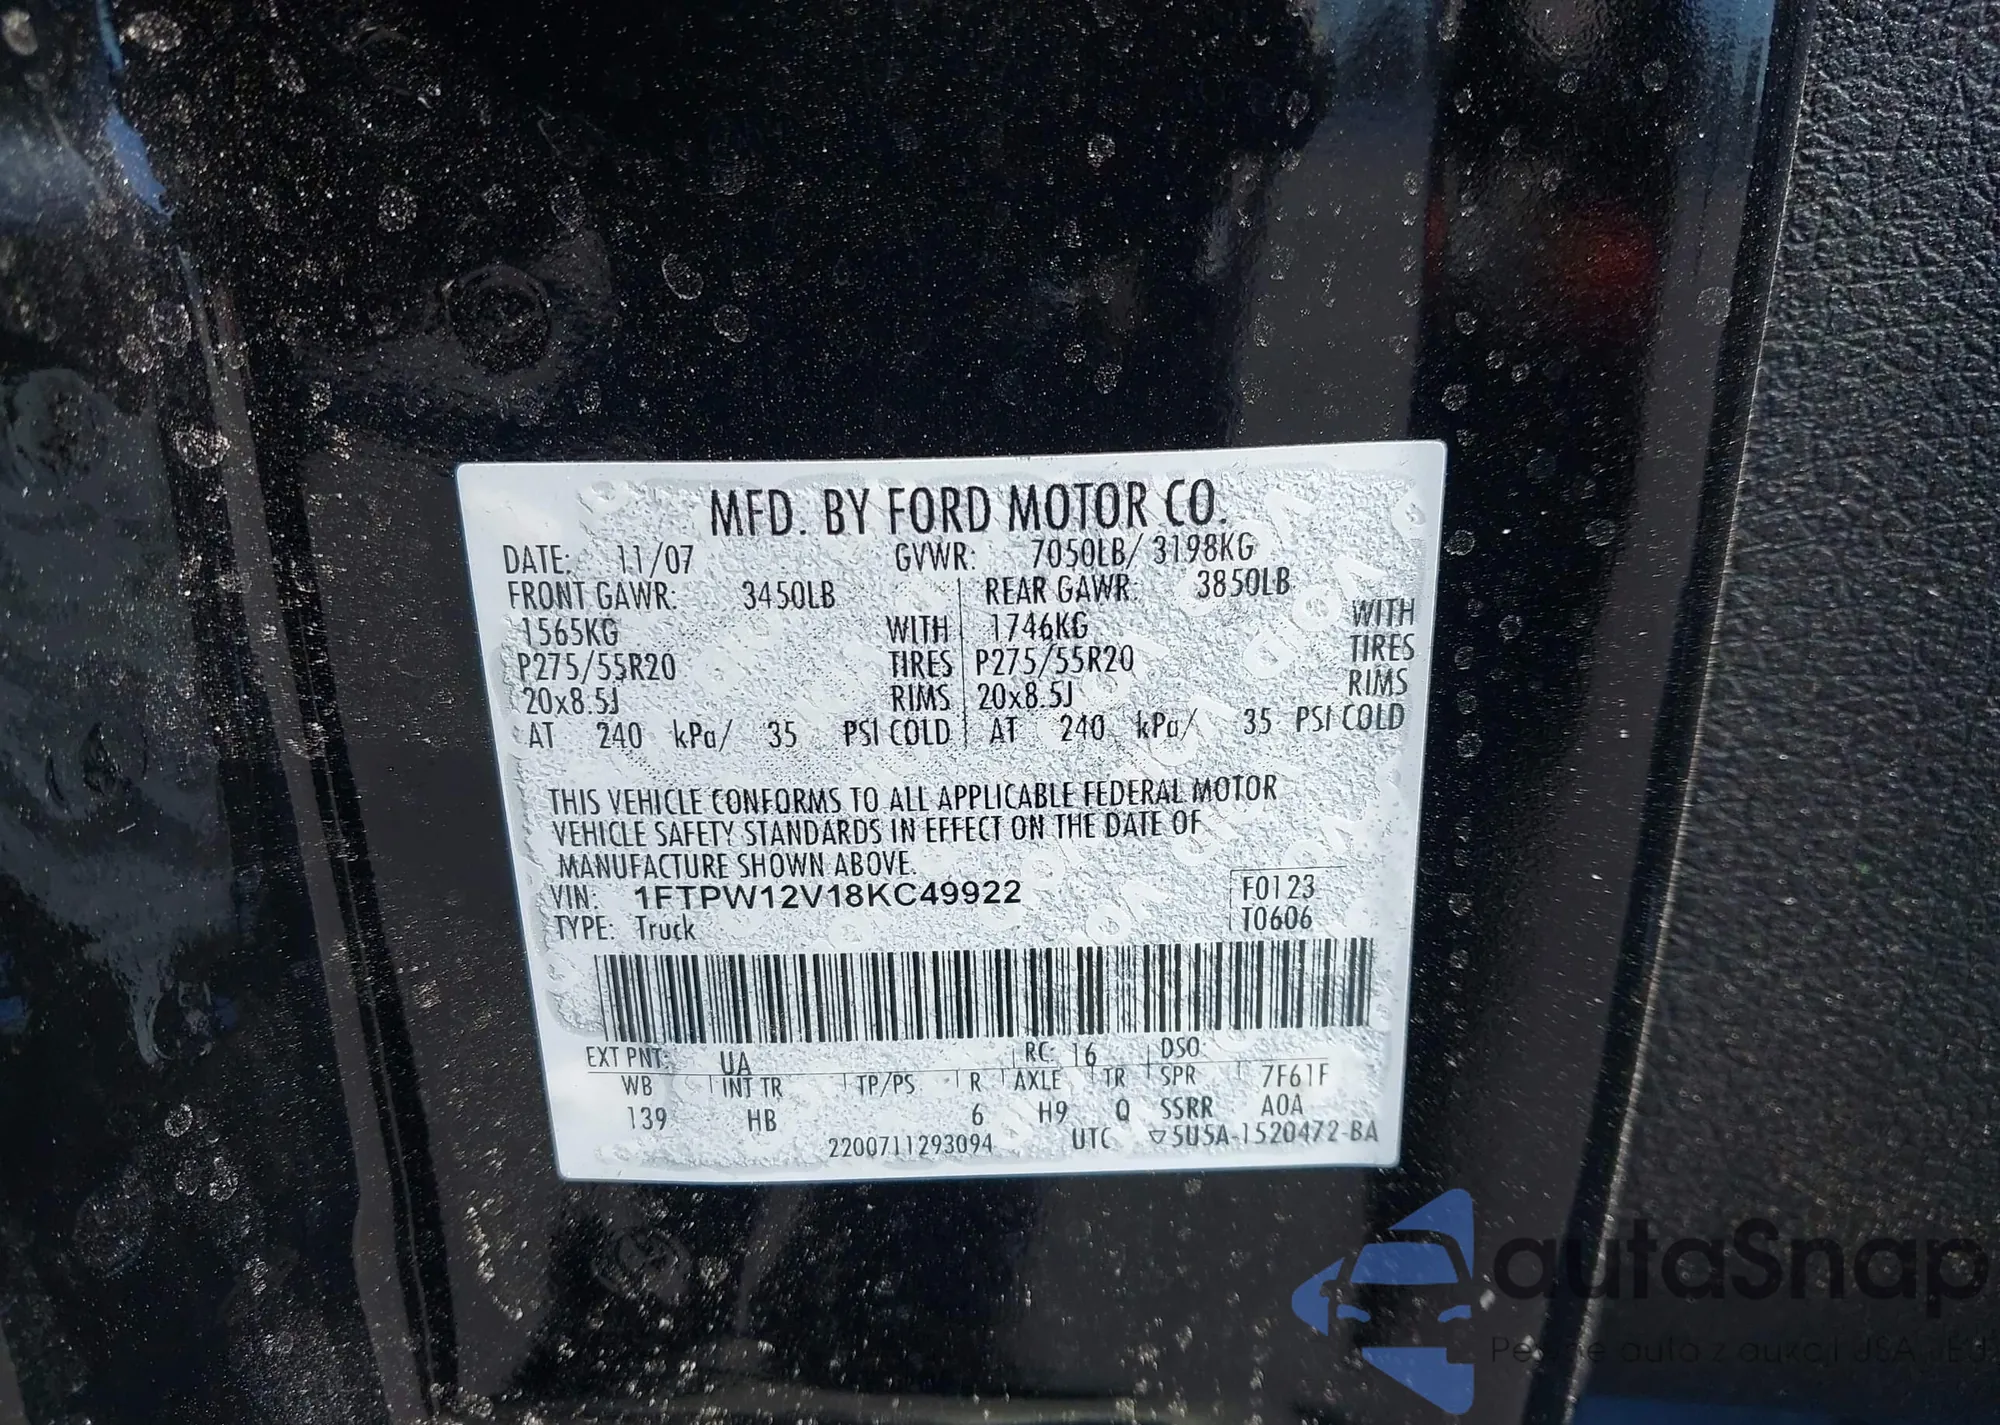 MFD. BY FORD MOTOR CO.
DATE: 11/07 GVWR: 7050LB/ 3198KG
FRONT GAWR: 3450LB REAR GAWR: 3850LB
1565KG WITH 1746KG WITH
P275/55R20 TIRES P275/55R20 TIRES
20x8.5J RIMS 20x8.5J RIMS
AT 240 kPa/ 35 PSI COLD AT 240 kPa/ 35 PSI COLD
THIS VEHICLE CONFORMS TO ALL APPLICABLE FEDERAL MOTOR
VEHICLE SAFETY STANDARDS IN EFFECT ON THE DATE OF
MANUFACTURE SHOWN ABOVE.
VIN: 1FTPW12V18KC49922 F0123
TYPE: Truck T0606
EXT PNT: UA RC: 16 DSO:
WB INT TR TP/PS R AXLE TR SPR 7F61F
139 HB 6 H9 Q SSRR A0A
2200711293094 UTC ▽5U5A-1520472-BA
autaSnap
auto z aukcji USA